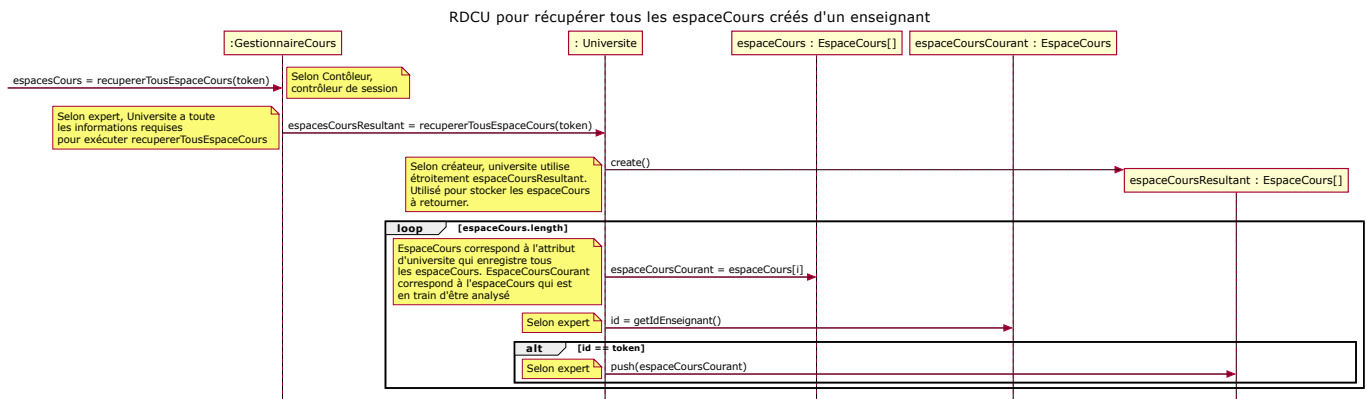 RDCU pour récupérer tous les espaceCours créés d'un enseignant
:GestionnaireCours
: Universite
espaceCours : EspaceCours[]
espaceCoursCourant : EspaceCours
espacesCours = recupererTousEspaceCours(token)
Selon Contôleur,
contrôleur de session
Selon expert, Universite a toute
les informations requises
pour exécuter recupererTousEspaceCours
espacesCoursResultant = recupererTousEspaceCours(token)
Selon créateur, universite utilise
étroitement espaceCoursResultant.
Utilisé pour stocker les espaceCours
à retourner.
create()
espaceCoursResultant : EspaceCours[]
loop
[espaceCours.length]
EspaceCours correspond à l'attribut
d'universite qui enregistre tous
les espaceCours. EspaceCoursCourant
correspond à l'espaceCours qui est
en train d'être analysé
espaceCoursCourant = espaceCours[i]
Selon expert
id = getIdEnseignant()
alt
[id == token]
Selon expert
push(espaceCoursCourant)